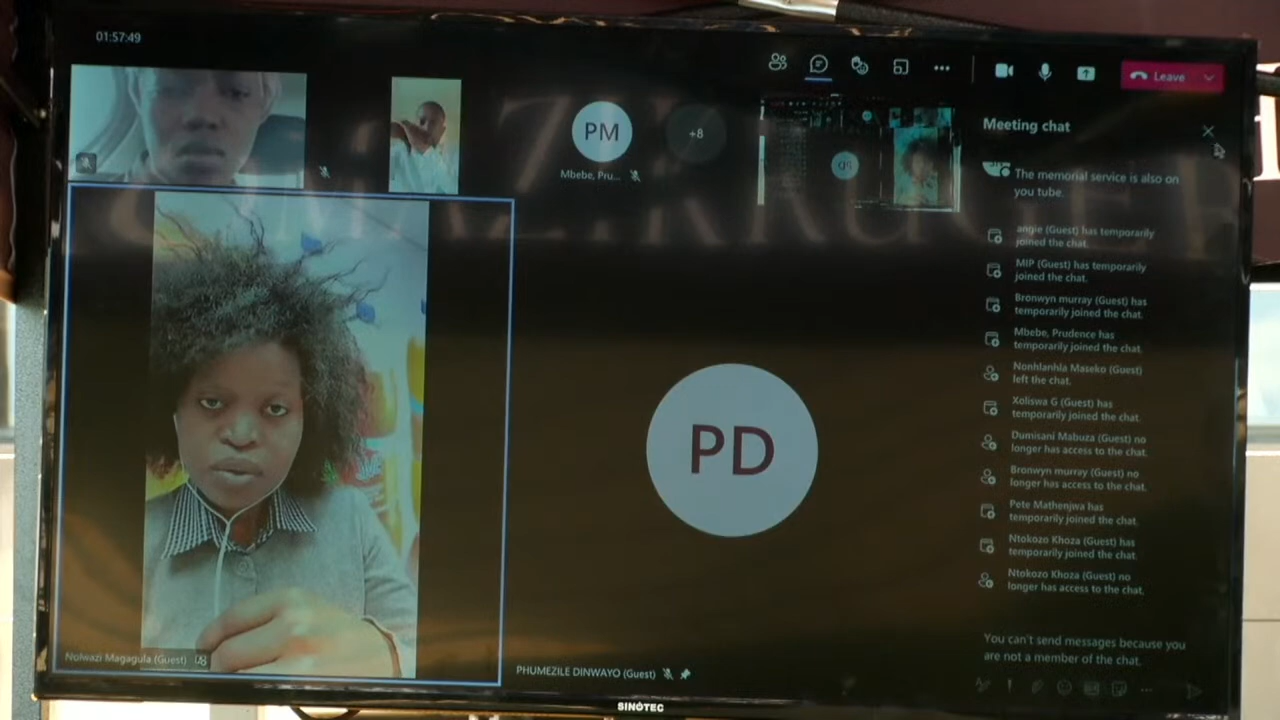 01:57:49
Leave
PM
Mbebe, Pru...
+8
Meeting chat
The memorial service is also on
you tube.
angie (Guest) has temporarily
joined the chat.
MIP (Guest) has temporarily
joined the chat.
Bronwyn murray (Guest) has
temporarily joined the chat.
Mbebe, Prudence has
temporarily joined the chat.
Nonhlanhla Maseko (Guest)
left the chat.
Xoliswa G (Guest) has
temporarily joined the chat.
Dumisani Mabuza (Guest) no
longer has access to the chat.
Bronwyn murray (Guest) no
longer has access to the chat.
Pete Mathenjwa has
temporarily joined the chat.
Ntokozo Khoza (Guest) has
temporarily joined the chat.
Ntokozo Khoza (Guest) no
longer has access to the chat.
You can't send messages because you
are not a member of the chat.
PD
Nolwazi Magagula (Guest)
PHUMEZILE DINWAYO (Guest)
SINOTEC